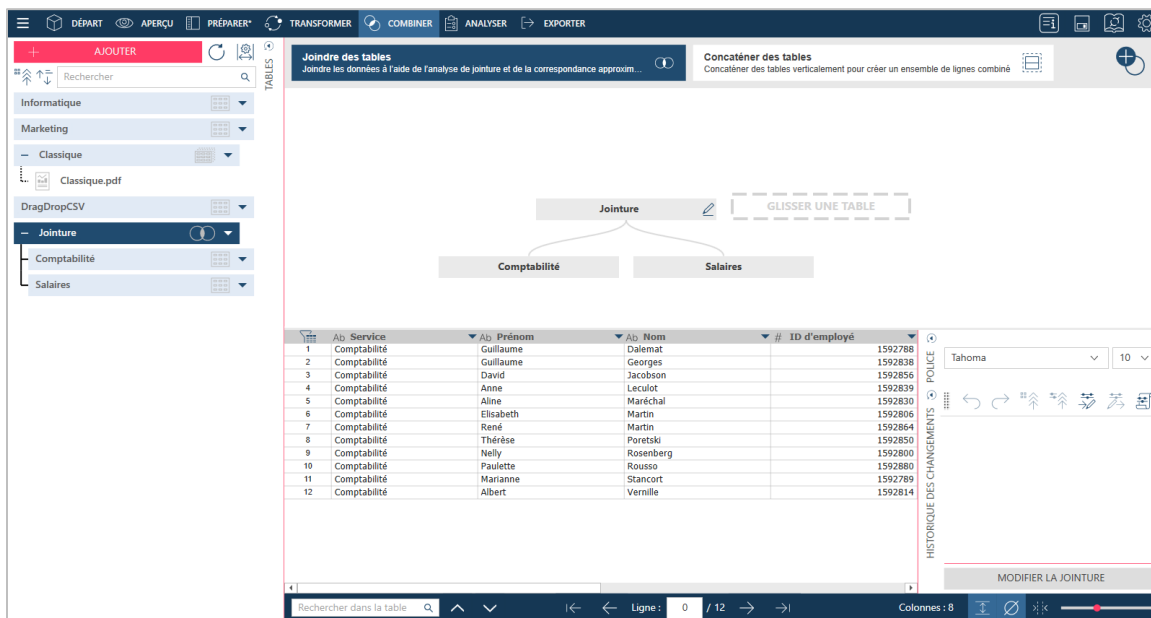 DÉPART APERÇU PRÉPARER* TRANSFORMER COMBINER ANALYSER EXPORTER
+ AJOUTER
TABLES
Rechercher
Informatique
Marketing
− Classique
Classique.pdf
DragDropCSV
− Jointure
Comptabilité
Salaires
Joindre des tables
Joindre les données à l'aide de l'analyse de jointure et de la correspondance approxim...
Concaténer des tables
Concaténer des tables verticalement pour créer un ensemble de lignes combiné
Jointure
GLISSER UNE TABLE
Comptabilité Salaires
Ab Service Ab Prénom Ab Nom # ID d'employé
1 Comptabilité Guillaume Dalemat 1592788
2 Comptabilité Guillaume Georges 1592838
3 Comptabilité David Jacobson 1592856
4 Comptabilité Anne Leculot 1592839
5 Comptabilité Aline Maréchal 1592830
6 Comptabilité Elisabeth Martin 1592806
7 Comptabilité René Martin 1592864
8 Comptabilité Thérèse Poretski 1592850
9 Comptabilité Nelly Rosenberg 1592800
10 Comptabilité Paulette Rousso 1592880
11 Comptabilité Marianne Stancort 1592789
12 Comptabilité Albert Vernille 1592814
POLICE
Tahoma 10
HISTORIQUE DES CHANGEMENTS
MODIFIER LA JOINTURE
Rechercher dans la table
Ligne : 0 / 12
Colonnes : 8